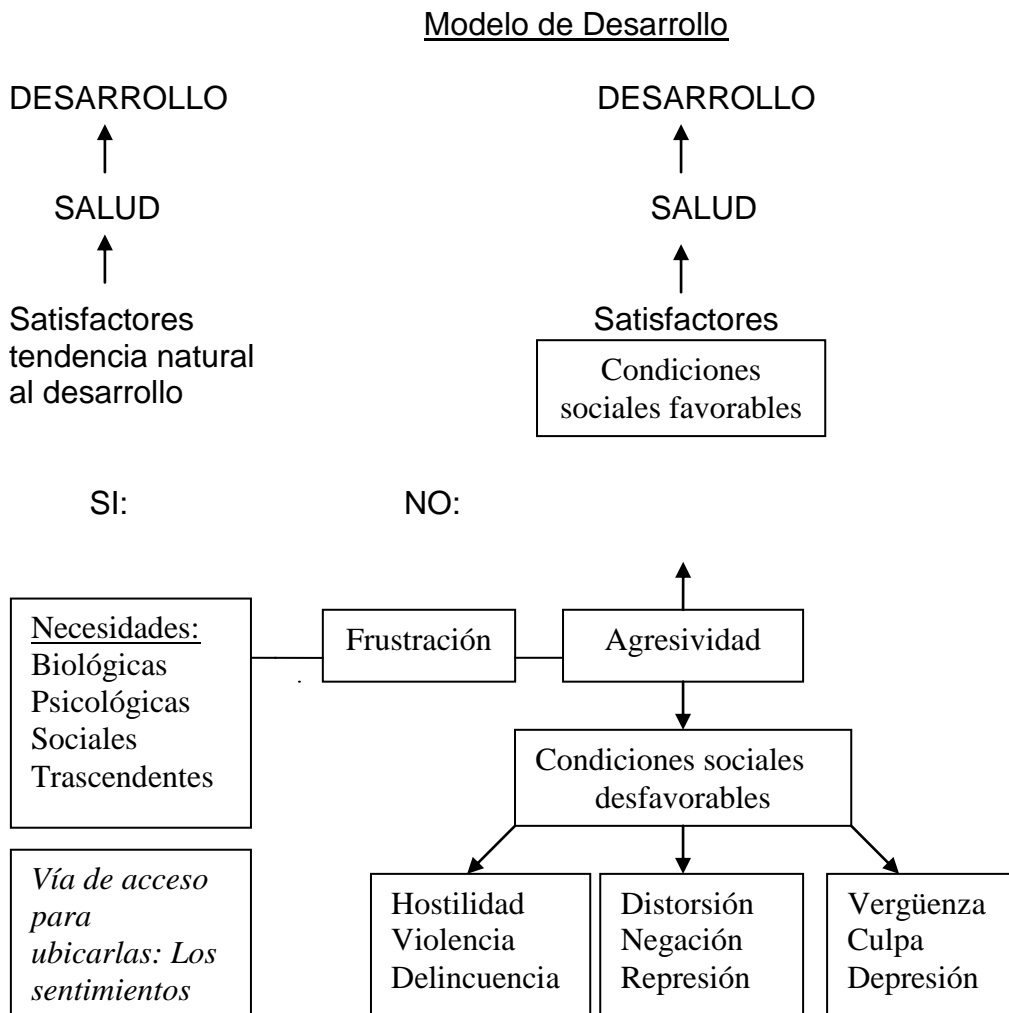 Modelo de Desarrollo
DESARROLLO
DESARROLLO
SALUD
SALUD
Satisfactores
tendencia natural
al desarrollo
Satisfactores
Condiciones
sociales favorables
SI:
NO:
Necesidades:
Biológicas
Psicológicas
Sociales
Trascendentes
Frustración
Agresividad
Condiciones sociales
desfavorables
Vía de acceso
para
ubicarlas: Los
sentimientos
Hostilidad
Violencia
Delincuencia
Distorsión
Negación
Represión
Vergüenza
Culpa
Depresión